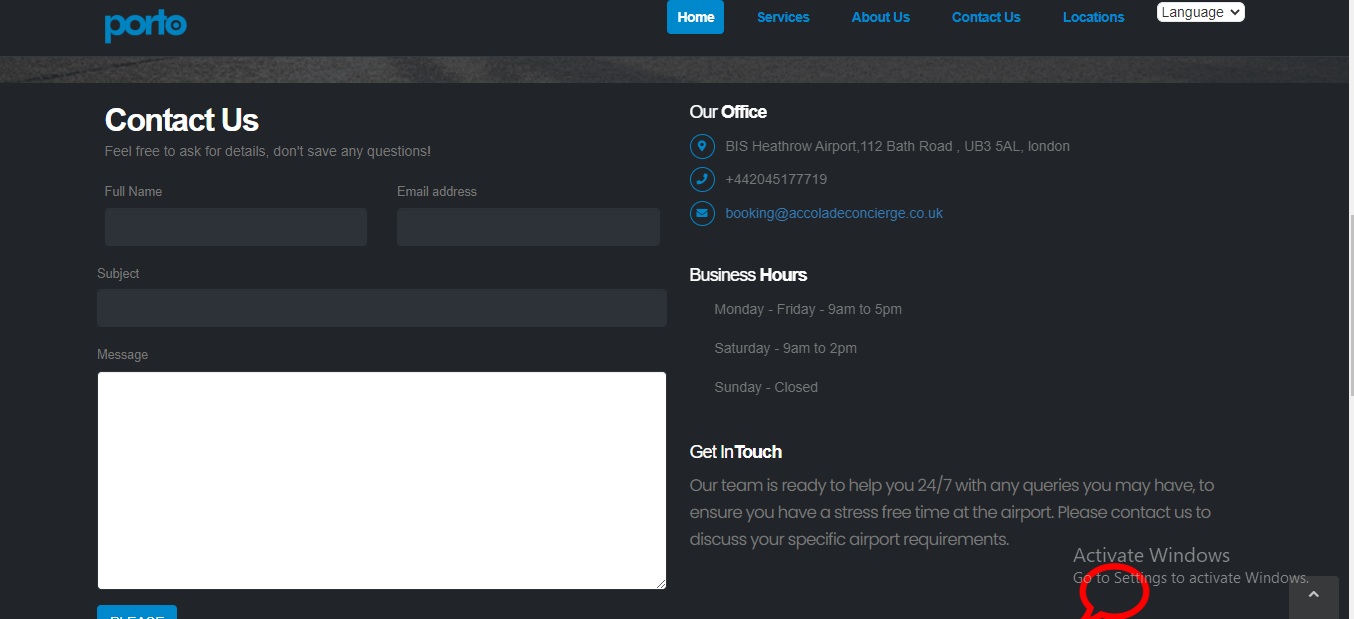 porto
Home Services About Us Contact Us Locations Language
Contact Us
Feel free to ask for details, don't save any questions!
Full Name Email address
Subject
Message
PLEASE
Our Office
BIS Heathrow Airport,112 Bath Road , UB3 5AL, london
+442045177719
booking@accoladeconcierge.co.uk
Business Hours
Monday - Friday - 9am to 5pm
Saturday - 9am to 2pm
Sunday - Closed
Get InTouch
Our team is ready to help you 24/7 with any queries you may have, to
ensure you have a stress free time at the airport. Please contact us to
discuss your specific airport requirements.
Activate Windows
Go to Settings to activate Windows.